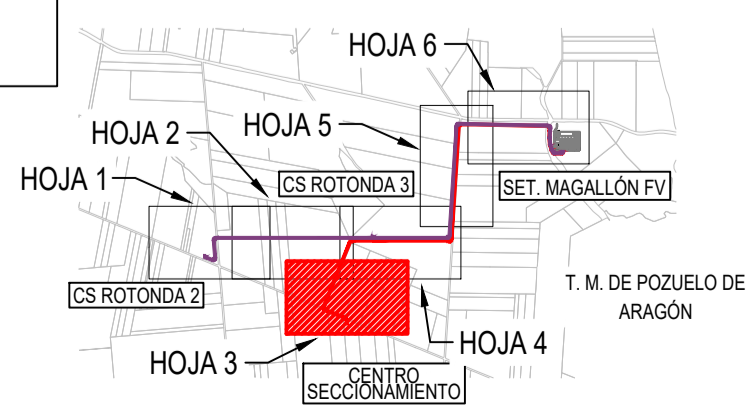 HOJA 6
HOJA 5
HOJA 2
HOJA 1
CS ROTONDA 3
SET. MAGALLÓN FV
CS ROTONDA 2
T. M. DE POZUELO DE
ARAGÓN
HOJA 3
HOJA 4
CENTRO
SECCIONAMIENTO